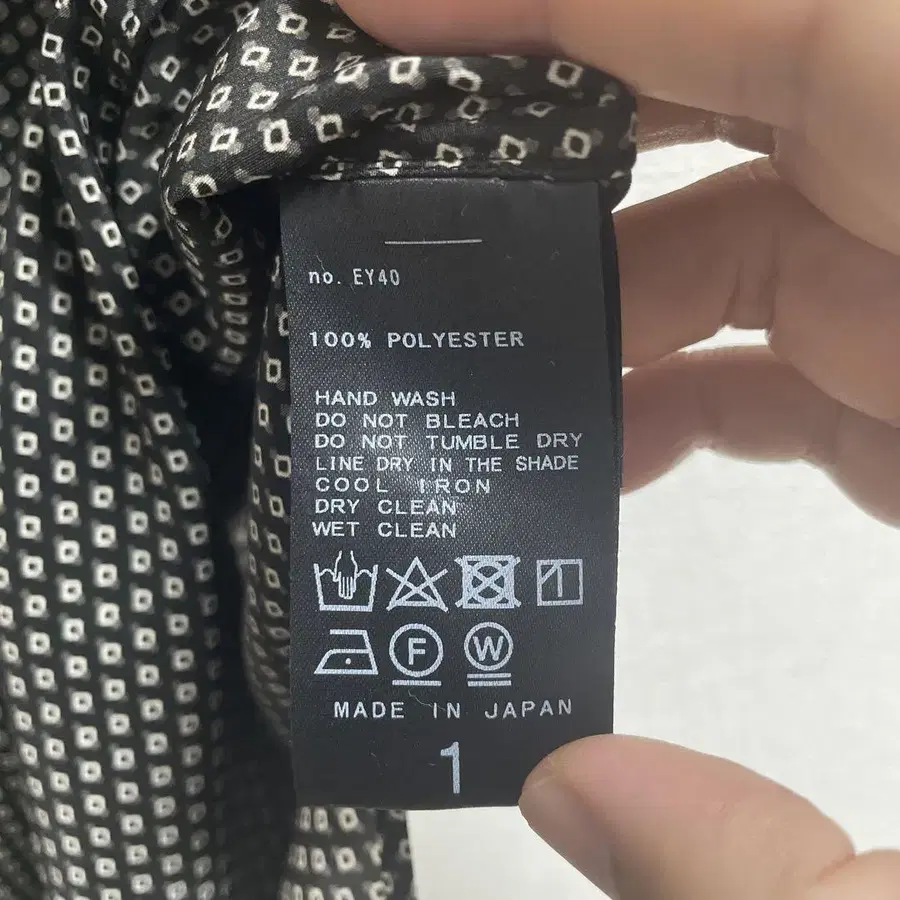 no. EY40
100% POLYESTER
HAND WASH
DO NOT BLEACH
DO NOT TUMBLE DRY
LINE DRY IN THE SHADE
COOL IRON
DRY CLEAN
WET CLEAN
F W
MADE IN JAPAN
1